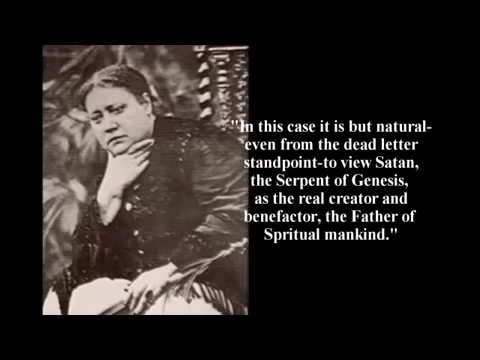 "In this case it is but natural-
even from the dead letter
standpoint-to view Satan,
the Serpent of Genesis,
as the real creator and
benefactor, the Father of
Spritual mankind."